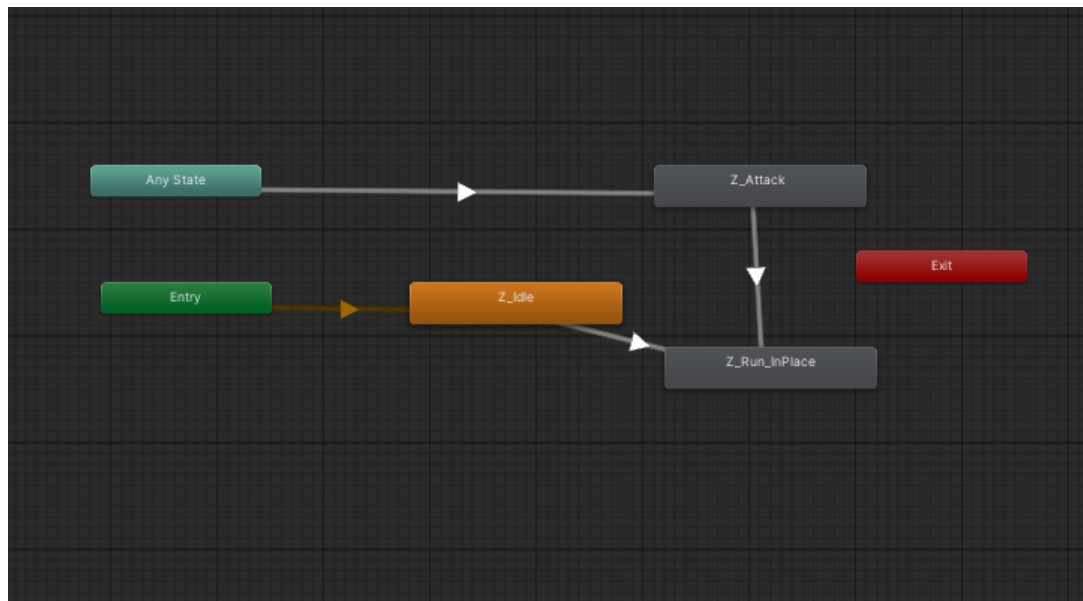 Any State
Z_Attack
Exit
Entry
Z_Idle
Z_Run_InPlace